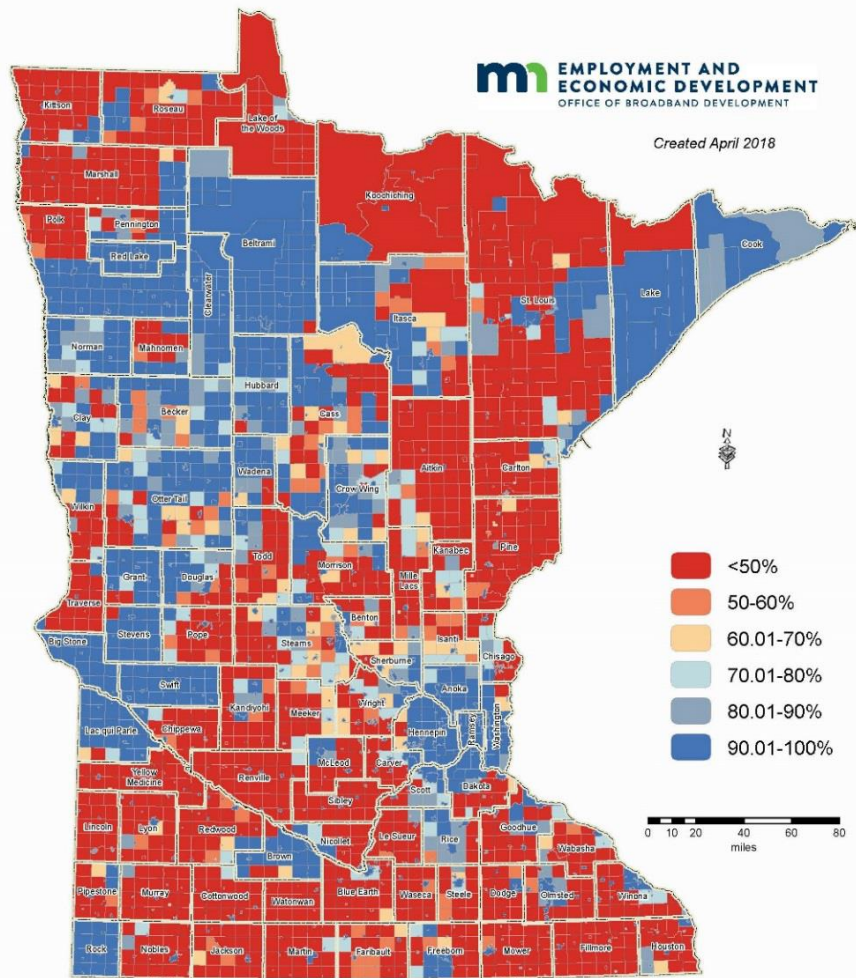 mn EMPLOYMENT AND
ECONOMIC DEVELOPMENT
OFFICE OF BROADBAND DEVELOPMENT
Created April 2018
Kittson
Roseau
Lake of
the Woods
Marshall
Koochiching
Polk
Pennington
Red Lake
Beltrami
Clearwater
Cook
Lake
St. Louis
Itasca
Norman
Mahnomen
Hubbard
Cass
Clay
Becker
Aitkin
Wadena
Crow Wing
Carlton
Wilkin
Otter Tail
N
Pine
Todd
Morrison
Kanabec
Mille
Lacs
Grant
Douglas
Traverse
Benton
Big Stone
Stevens
Pope
Stearns
Isanti
Sherburne
Chisago
Swift
Anoka
Kandiyohi
Meeker
Wright
Hennepin
Ramsey
Washington
Lac qui Parle
Chippewa
McLeod
Carver
Yellow
Medicine
Renville
Scott
Dakota
Sibley
Lincoln
Lyon
Redwood
Nicollet
Le Sueur
Rice
Goodhue
Wabasha
Brown
Pipestone
Murray
Cottonwood
Watonwan
Blue Earth
Waseca
Steele
Dodge
Olmsted
Winona
Rock
Nobles
Jackson
Martin
Faribault
Freeborn
Mower
Fillmore
Houston
<50%
50-60%
60.01-70%
70.01-80%
80.01-90%
90.01-100%
0 10 20 40 60 80
miles